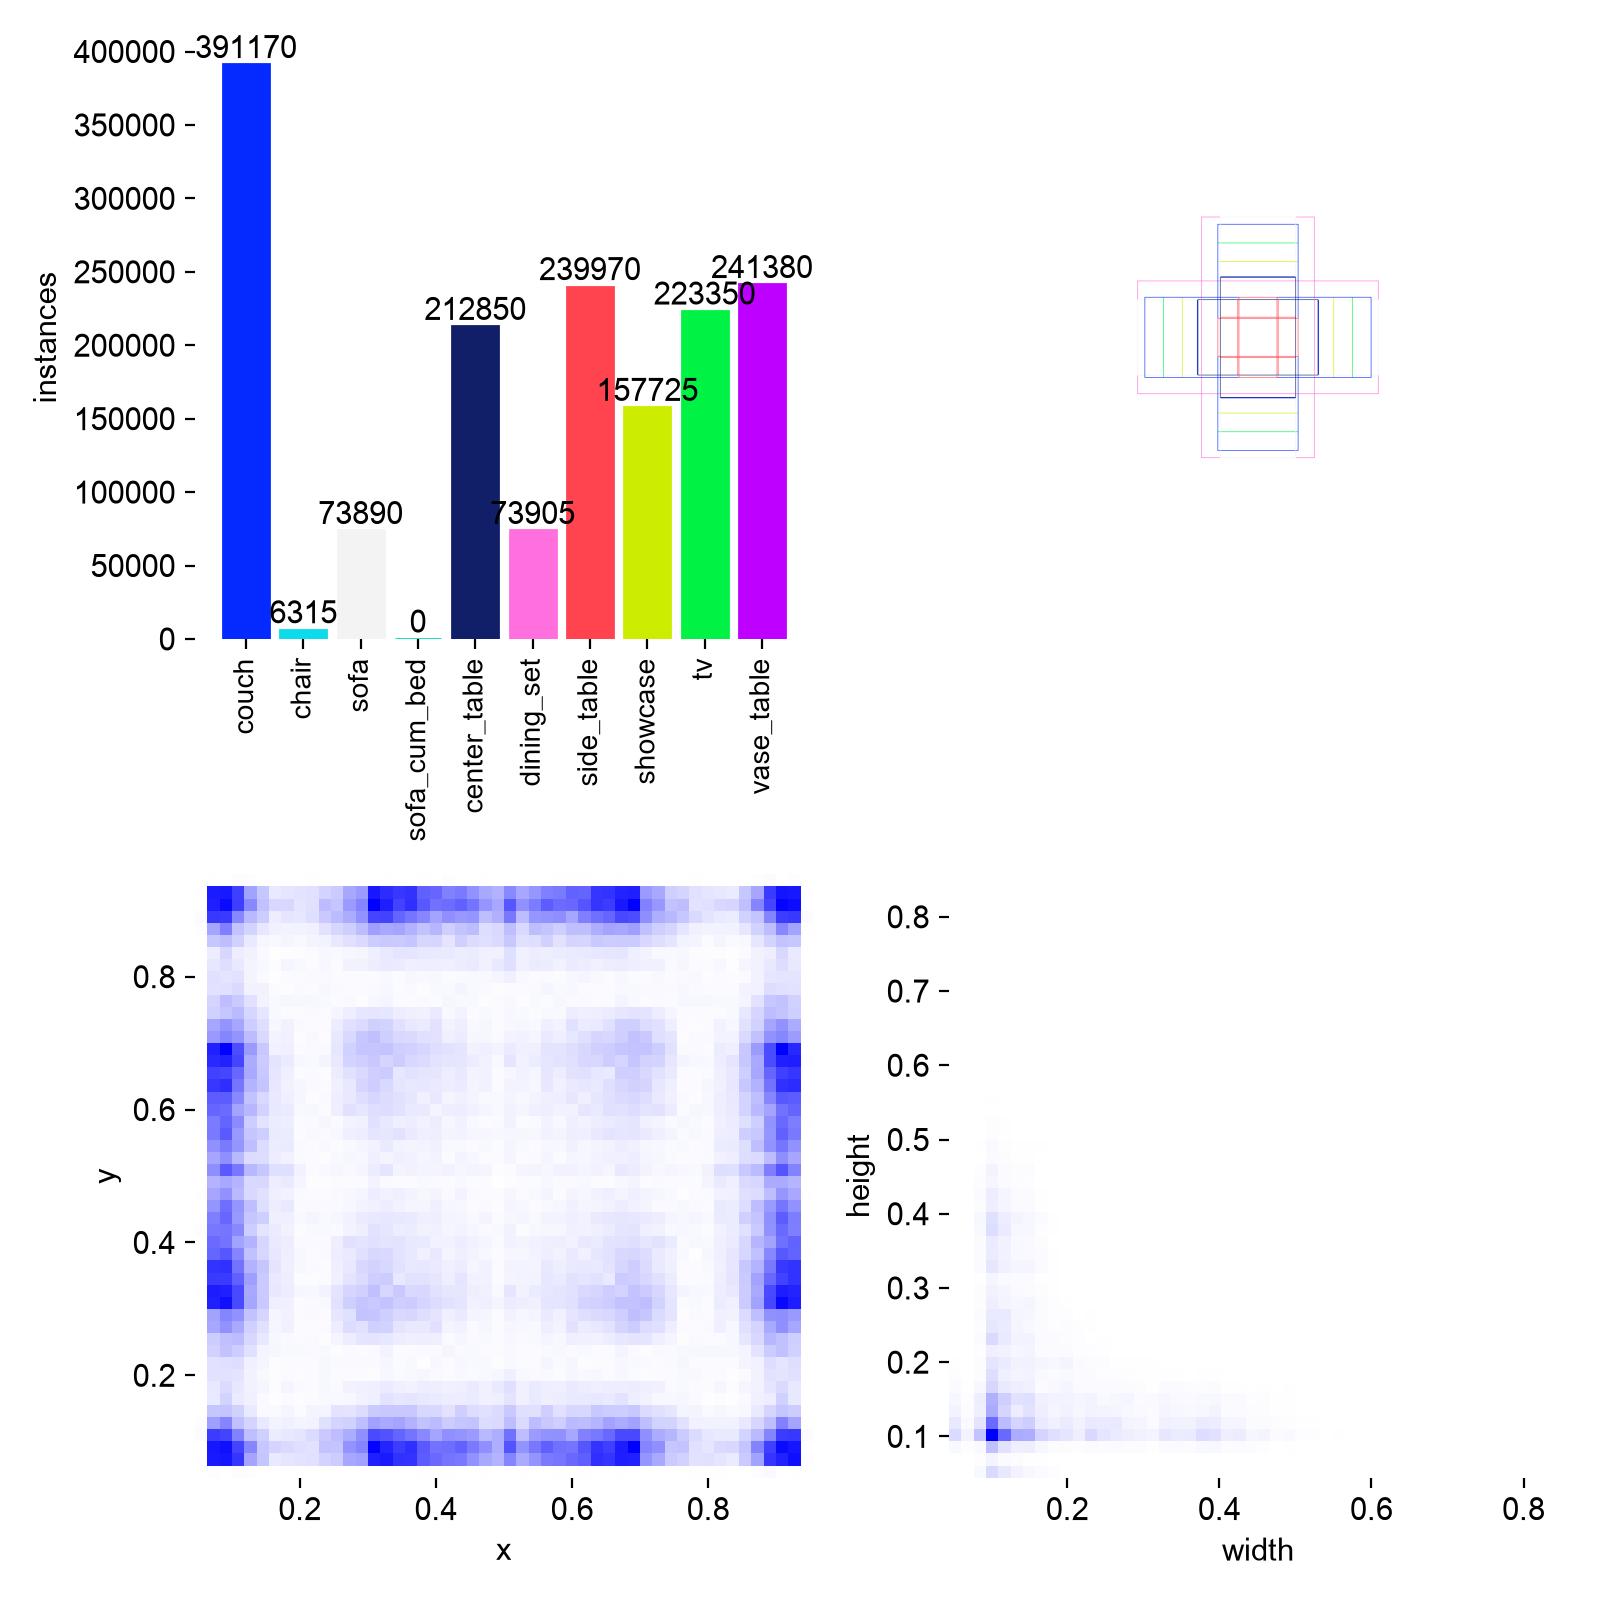 400000
350000
300000
250000
200000
150000
100000
50000
0
instances
391170
6315
73890
0
212850
73905
239970
157725
223350
241380
couch
chair
sofa
sofa_cum_bed
center_table
dining_set
side_table
showcase
tv
vase_table
0.8
0.6
0.4
0.2
y
0.2
0.4
0.6
0.8
x
0.8
0.7
0.6
0.5
0.4
0.3
0.2
0.1
height
0.2
0.4
0.6
0.8
width